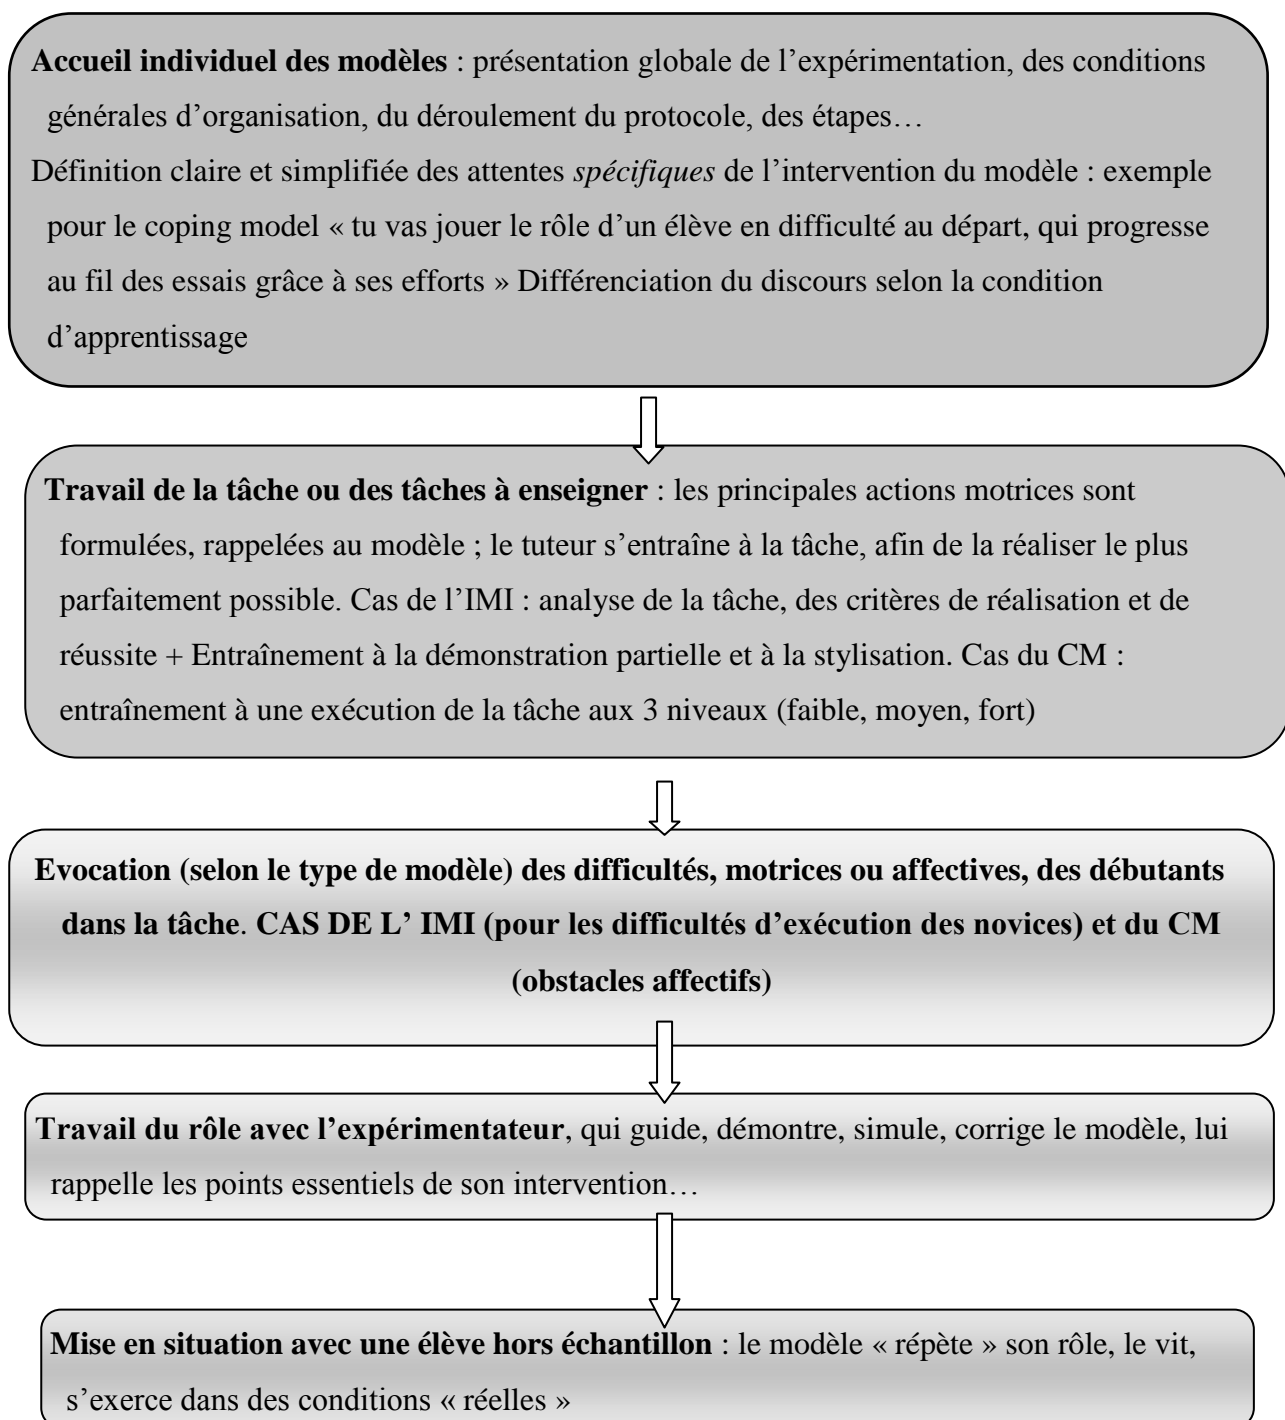 Accueil individuel des modèles : présentation globale de l’expérimentation, des conditions
générales d’organisation, du déroulement du protocole, des étapes…
Définition claire et simplifiée des attentes spécifiques de l’intervention du modèle : exemple
pour le coping model « tu vas jouer le rôle d’un élève en difficulté au départ, qui progresse
au fil des essais grâce à ses efforts » Différenciation du discours selon la condition
d’apprentissage
Travail de la tâche ou des tâches à enseigner : les principales actions motrices sont
formulées, rappelées au modèle ; le tuteur s’entraîne à la tâche, afin de la réaliser le plus
parfaitement possible. Cas de l’IMI : analyse de la tâche, des critères de réalisation et de
réussite + Entraînement à la démonstration partielle et à la stylisation. Cas du CM :
entraînement à une exécution de la tâche aux 3 niveaux (faible, moyen, fort)
Evocation (selon le type de modèle) des difficultés, motrices ou affectives, des débutants
dans la tâche. CAS DE L’ IMI (pour les difficultés d’exécution des novices) et du CM
(obstacles affectifs)
Travail du rôle avec l’expérimentateur, qui guide, démontre, simule, corrige le modèle, lui
rappelle les points essentiels de son intervention…
Mise en situation avec une élève hors échantillon : le modèle « répète » son rôle, le vit,
s’exerce dans des conditions « réelles »